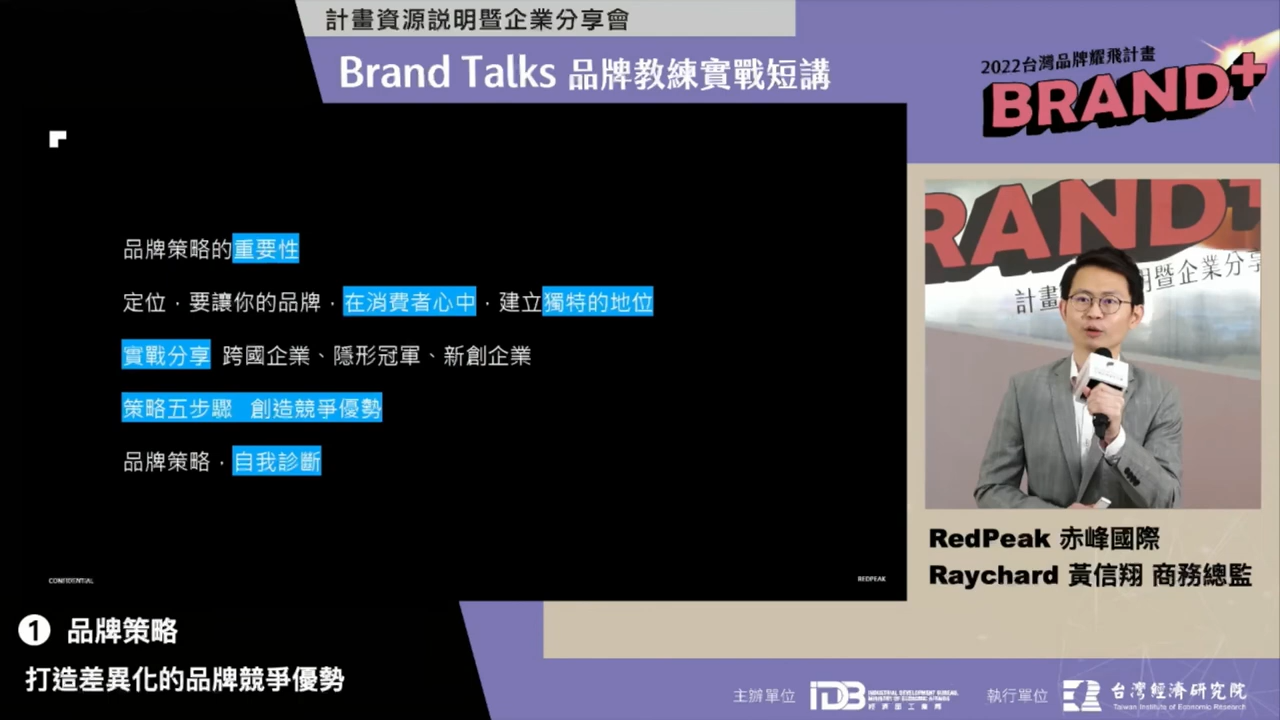 計畫資源説明暨企業分享會
Brand Talks 品牌教練實戰短講
2022台灣品牌耀飛計畫
BRAND+
品牌策略的重要性
定位，要讓你的品牌，在消費者心中，建立獨特的地位
實戰分享 跨國企業、隱形冠軍、新創企業
策略五步驟 創造競爭優勢
品牌策略，自我診斷
CONFIDENTIAL
REDPEAK
RAND+
計畫 明暨企業分享
RedPeak 赤峰國際
Raychard 黃信翔 商務總監
1 品牌策略
打造差異化的品牌競爭優勢
主辦單位 IDB
INDUSTRIAL DEVELOPMENT BUREAU,
MINISTRY OF ECONOMIC AFFAIRS
經濟部工業局
執行單位 台灣經濟研究院
Taiwan Institute of Economic Research